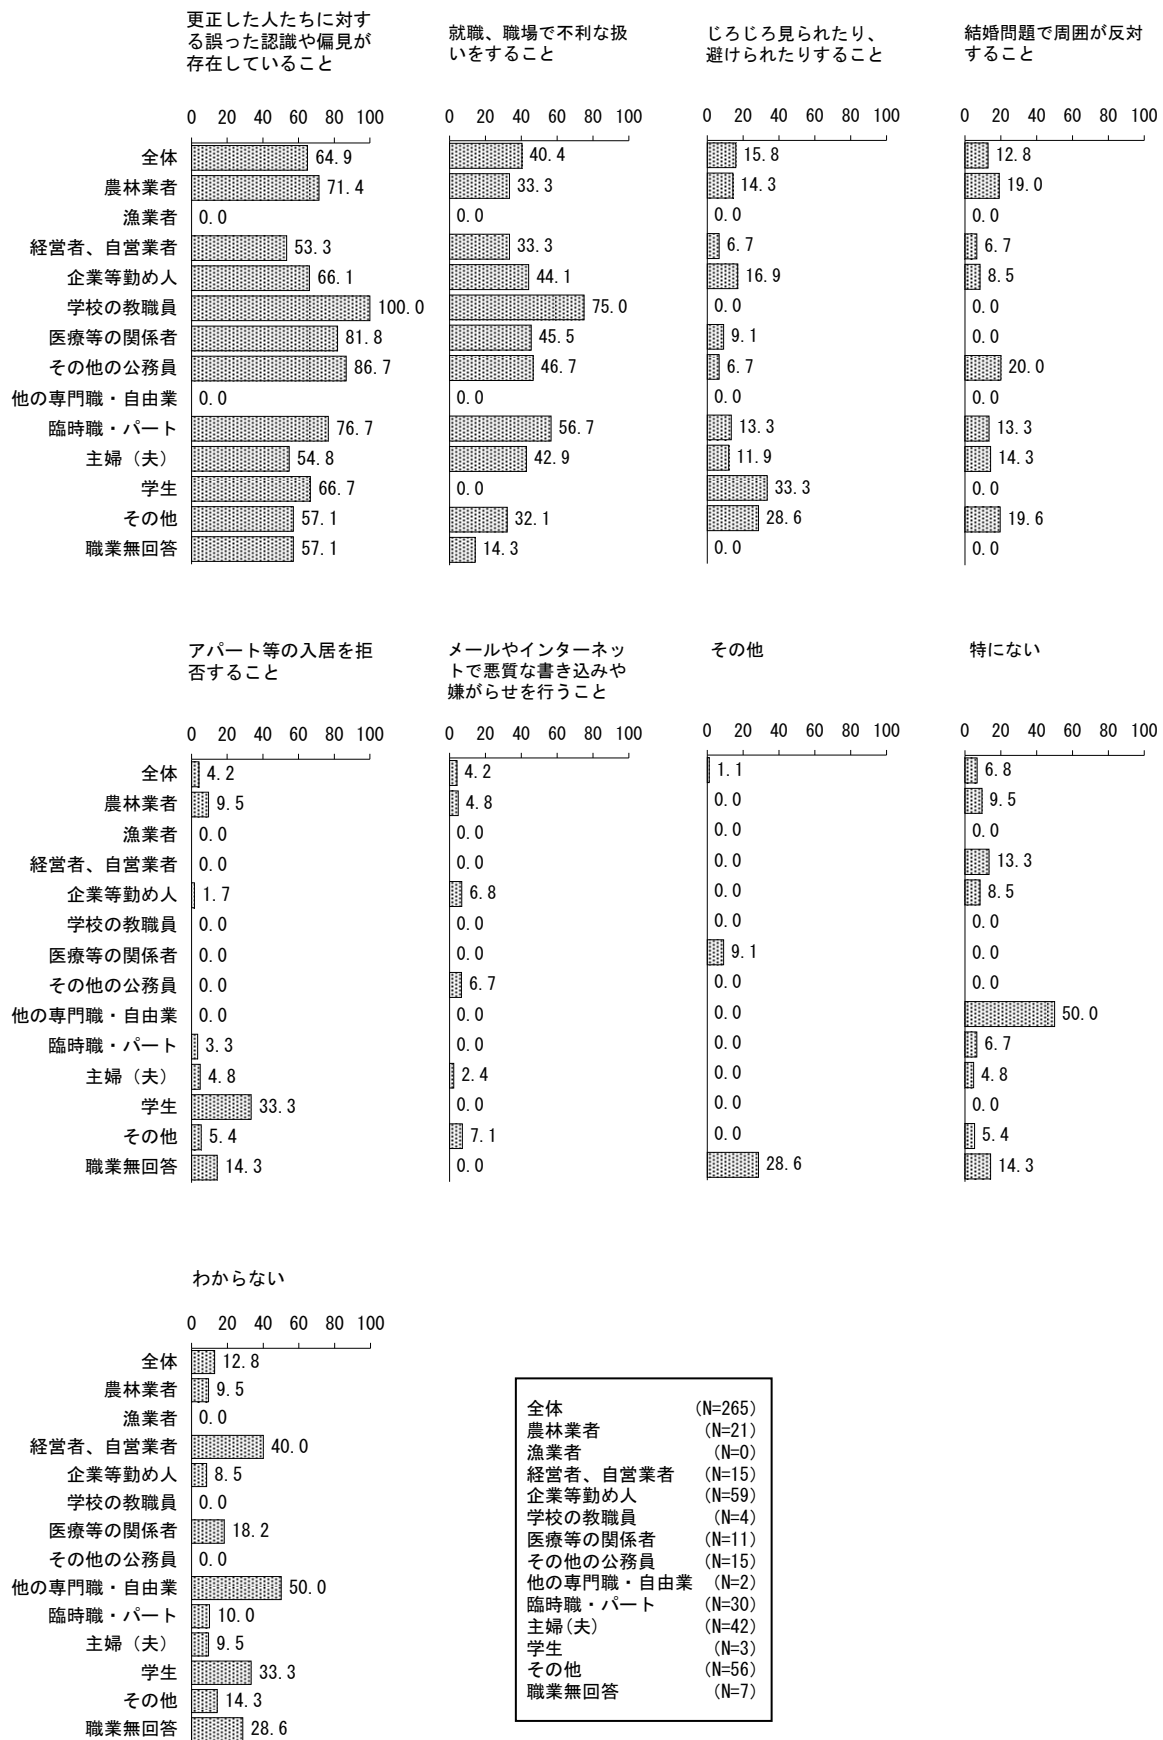 更正した人たちに対す
る誤った認識や偏見が
存在していること
就職、職場で不利な扱
いをすること
じろじろ見られたり、
避けられたりすること
結婚問題で周囲が反対
すること
0 20 40 60 80 100
0 20 40 60 80 100
0 20 40 60 80 100
0 20 40 60 80 100
全体 64.9 40.4 15.8 12.8
農林業者 71.4 33.3 14.3 19.0
漁業者 0.0 0.0 0.0 0.0
経営者、自営業者 53.3 33.3 6.7 6.7
企業等勤め人 66.1 44.1 16.9 8.5
学校の教職員 100.0 75.0 0.0 0.0
医療等の関係者 81.8 45.5 9.1 0.0
その他の公務員 86.7 46.7 6.7 20.0
他の専門職・自由業 0.0 0.0 0.0 0.0
臨時職・パート 76.7 56.7 13.3 13.3
主婦（夫） 54.8 42.9 11.9 14.3
学生 66.7 0.0 33.3 0.0
その他 57.1 32.1 28.6 19.6
職業無回答 57.1 14.3 0.0 0.0
アパート等の入居を拒
否すること
メールやインターネッ
トで悪質な書き込みや
嫌がらせを行うこと
その他
特にない
0 20 40 60 80 100
0 20 40 60 80 100
0 20 40 60 80 100
0 20 40 60 80 100
全体 4.2 4.2 1.1 6.8
農林業者 9.5 4.8 0.0 9.5
漁業者 0.0 0.0 0.0 0.0
経営者、自営業者 0.0 0.0 0.0 13.3
企業等勤め人 1.7 6.8 0.0 8.5
学校の教職員 0.0 0.0 0.0 0.0
医療等の関係者 0.0 0.0 9.1 0.0
その他の公務員 0.0 6.7 0.0 0.0
他の専門職・自由業 0.0 0.0 0.0 50.0
臨時職・パート 3.3 0.0 0.0 6.7
主婦（夫） 4.8 2.4 0.0 4.8
学生 33.3 0.0 0.0 0.0
その他 5.4 7.1 0.0 5.4
職業無回答 14.3 0.0 28.6 14.3
わからない
0 20 40 60 80 100
全体 12.8
農林業者 9.5
漁業者 0.0
経営者、自営業者 40.0
企業等勤め人 8.5
学校の教職員 0.0
医療等の関係者 18.2
その他の公務員 0.0
他の専門職・自由業 50.0
臨時職・パート 10.0
主婦（夫） 9.5
学生 33.3
その他 14.3
職業無回答 28.6
全体 (N=265)
農林業者 (N=21)
漁業者 (N=0)
経営者、自営業者 (N=15)
企業等勤め人 (N=59)
学校の教職員 (N=4)
医療等の関係者 (N=11)
その他の公務員 (N=15)
他の専門職・自由業 (N=2)
臨時職・パート (N=30)
主婦(夫) (N=42)
学生 (N=3)
その他 (N=56)
職業無回答 (N=7)